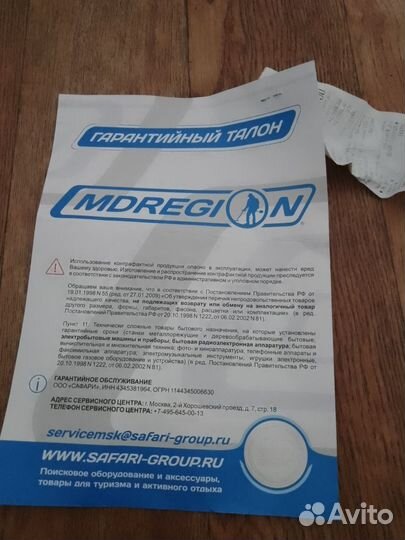 ГАРАНТИЙНЫЙ ТАЛОН
MDREGION
Использование контрафактной продукции опасно в эксплуатации, может нанести вред
Вашему здоровью. Изготовление и распространение контрафактной продукции преследуется
в соответствии с законодательством РФ в административном и уголовном порядке.
Обращаем ваше внимание, что в соответствии с Постановлением Правительства РФ от
19.01.1998 N 55 (ред. от 27.01.2009) «Об утверждении перечня непродовольственных товаров
надлежащего качества, не подлежащих возврату или обмену на аналогичный товар
другого размера, формы, габаритов, фасона, расцветки или комплектации» (в ред.
Постановлений Правительства РФ от 20.10.1998 N 1222, от 06.02.2002 N 81).
Пункт 11. Технически сложные товары бытового назначения, на которые установлены
гарантийные сроки (станки металлорежущие и деревообрабатывающие бытовые;
электробытовые машины и приборы; бытовая радиоэлектронная аппаратура; бытовая
вычислительная и множительная техника; фото- и киноаппаратура; телефонные аппараты и
факсимильная аппаратура; электромузыкальные инструменты; игрушки электронные,
бытовое газовое оборудование и устройства) (в ред. Постановлений Правительства РФ от
20.10.1998 N 1222, от 06.02.2002 N 81).
ГАРАНТИЙНОЕ ОБСЛУЖИВАНИЕ
ООО «САФАРИ», ИНН 4345381964, ОГРН 1144345006630
АДРЕС СЕРВИСНОГО ЦЕНТРА: г. Москва, 2-й Хорошевский проезд, д. 7, стр. 18
ТЕЛЕФОН СЕРВИСНОГО ЦЕНТРА: +7-495-645-00-13
servicemsk@safari-group.ru
WWW.SAFARI-GROUP.RU
Поисковое оборудование и аксессуары,
товары для туризма и активного отдыха
Avito